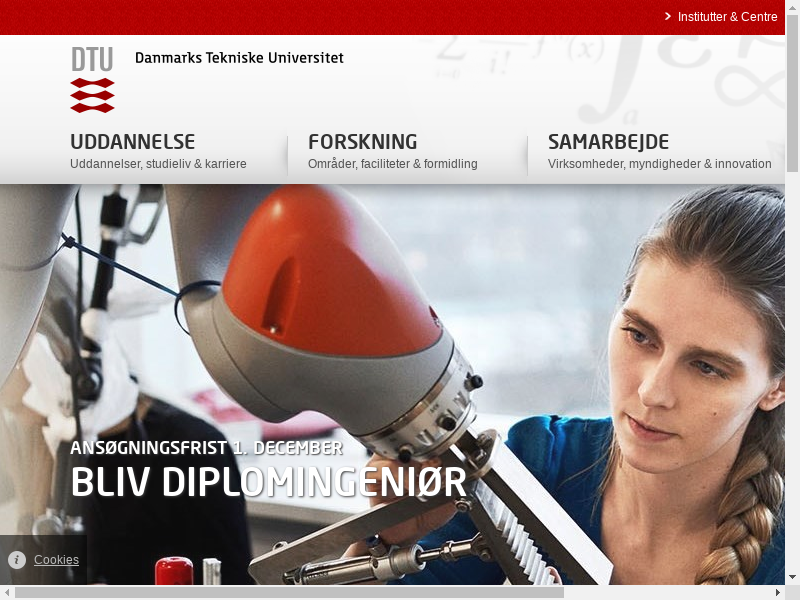 Institutter & Centre
DTU
Danmarks Tekniske Universitet
UDDANNELSE
Uddannelser, studieliv & karriere
FORSKNING
Områder, faciliteter & formidling
SAMARBEJDE
Virksomheder, myndigheder & innovation
ANSØGNINGSFRIST 1. DECEMBER
BLIV DIPLOMINGENIØR
Cookies